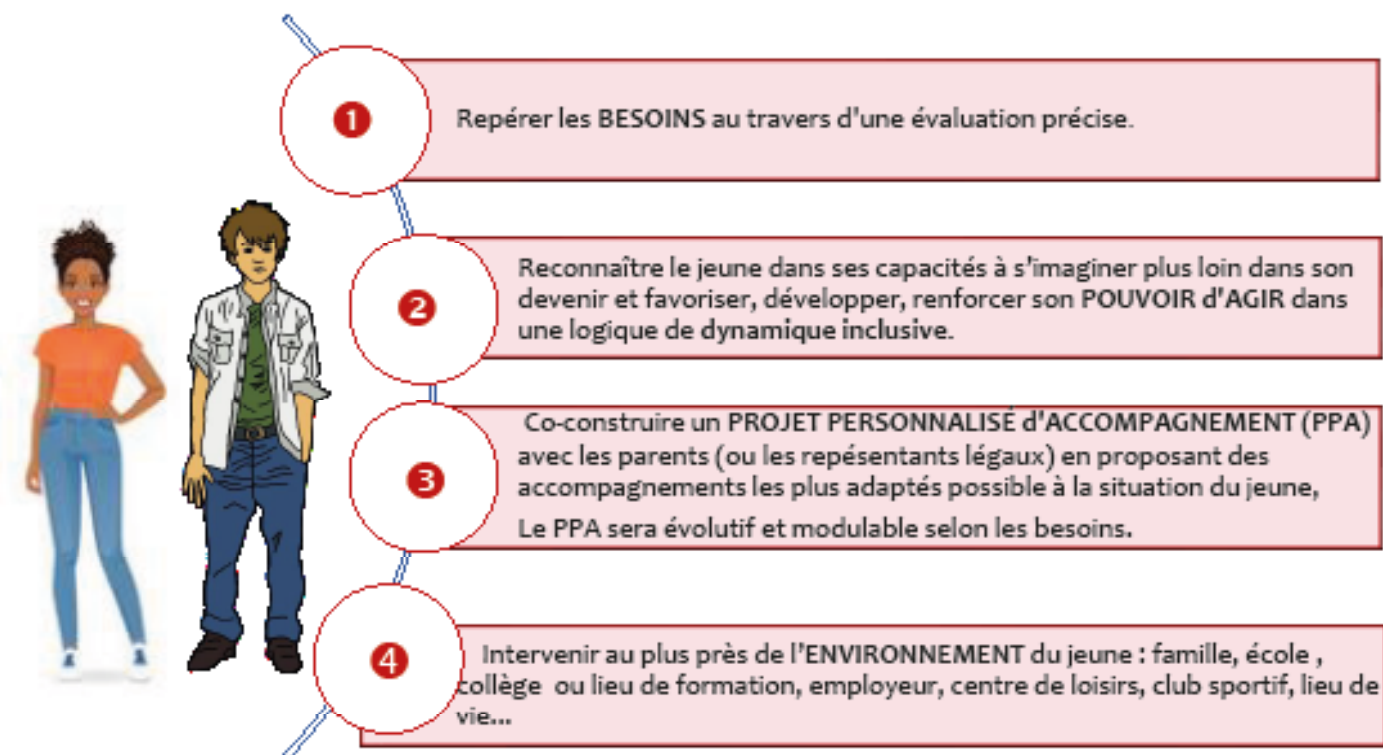 1
Repérer les BESOINS au travers d'une évaluation précise.
2
Reconnaître le jeune dans ses capacités à s'imaginer plus loin dans son
devenir et favoriser, développer, renforcer son POUVOIR d'AGIR dans
une logique de dynamique inclusive.
3
Co-construire un PROJET PERSONNALISÉ d'ACCOMPAGNEMENT (PPA)
avec les parents (ou les repésentants légaux) en proposant des
accompagnements les plus adaptés possible à la situation du jeune,
Le PPA sera évolutif et modulable selon les besoins.
4
Intervenir au plus près de l'ENVIRONNEMENT du jeune : famille, école ,
collège ou lieu de formation, employeur, centre de loisirs, club sportif, lieu de
vie...